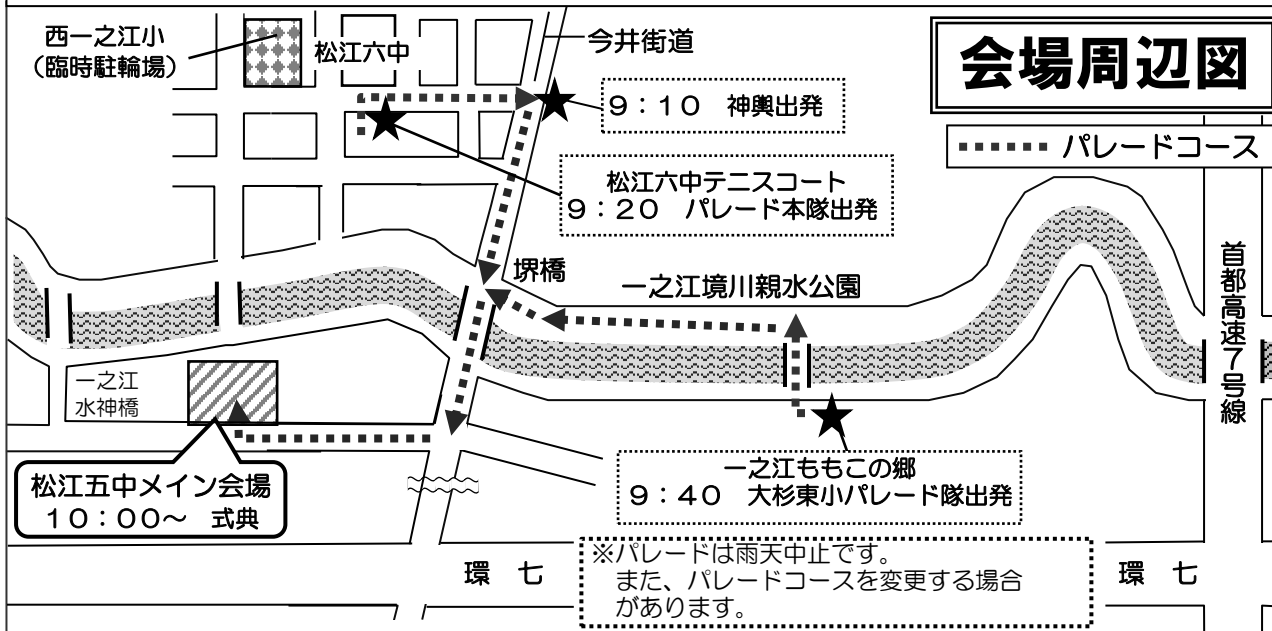 会場周辺図
パレードコース
西一之江小
（臨時駐輪場）
松江六中
今井街道
９：１０　神輿出発
松江六中テニスコート
９：２０　パレード本隊出発
堺橋
一之江境川親水公園
首都高速７号線
一之江
水神橋
松江五中メイン会場
１０：００～　式典
一之江ももこの郷
９：４０　大杉東小パレード隊出発
環　七
※パレードは雨天中止です。
また、パレードコースを変更する場合
があります。
環　七